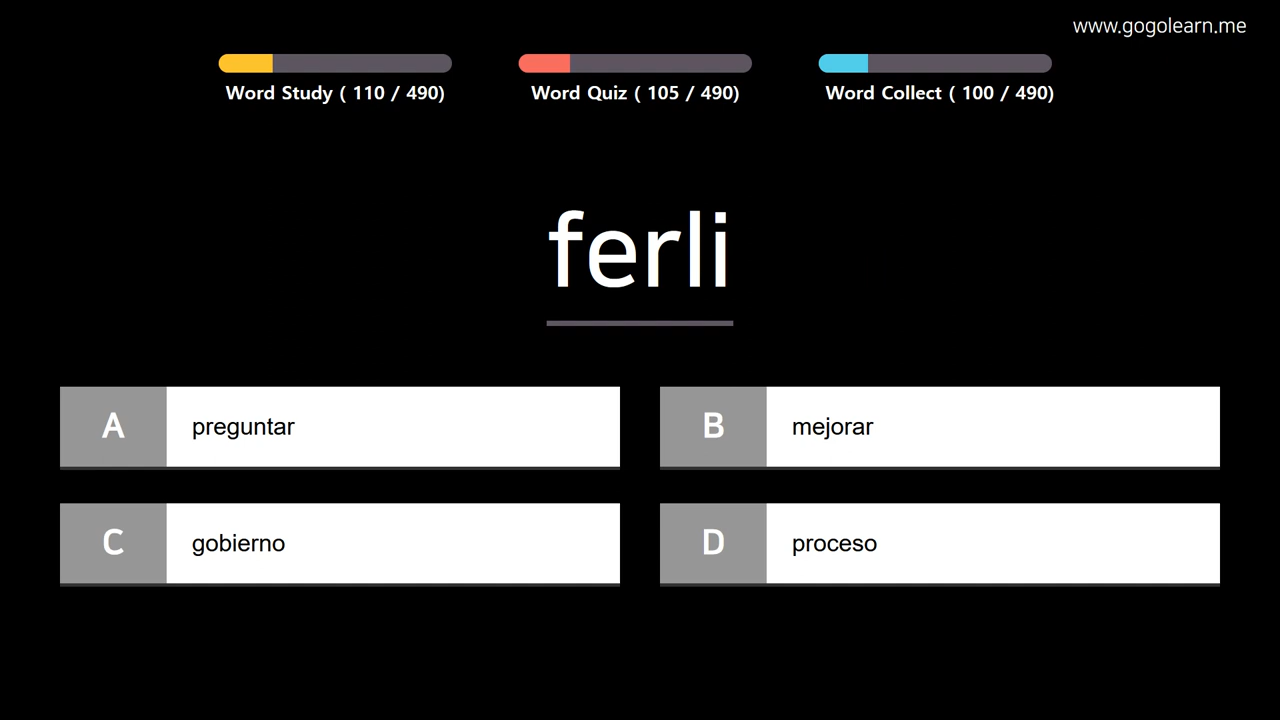 www.gogolearn.me
Word Study ( 110 / 490)
Word Quiz ( 105 / 490)
Word Collect ( 100 / 490)
ferli
A preguntar
B mejorar
C gobierno
D proceso